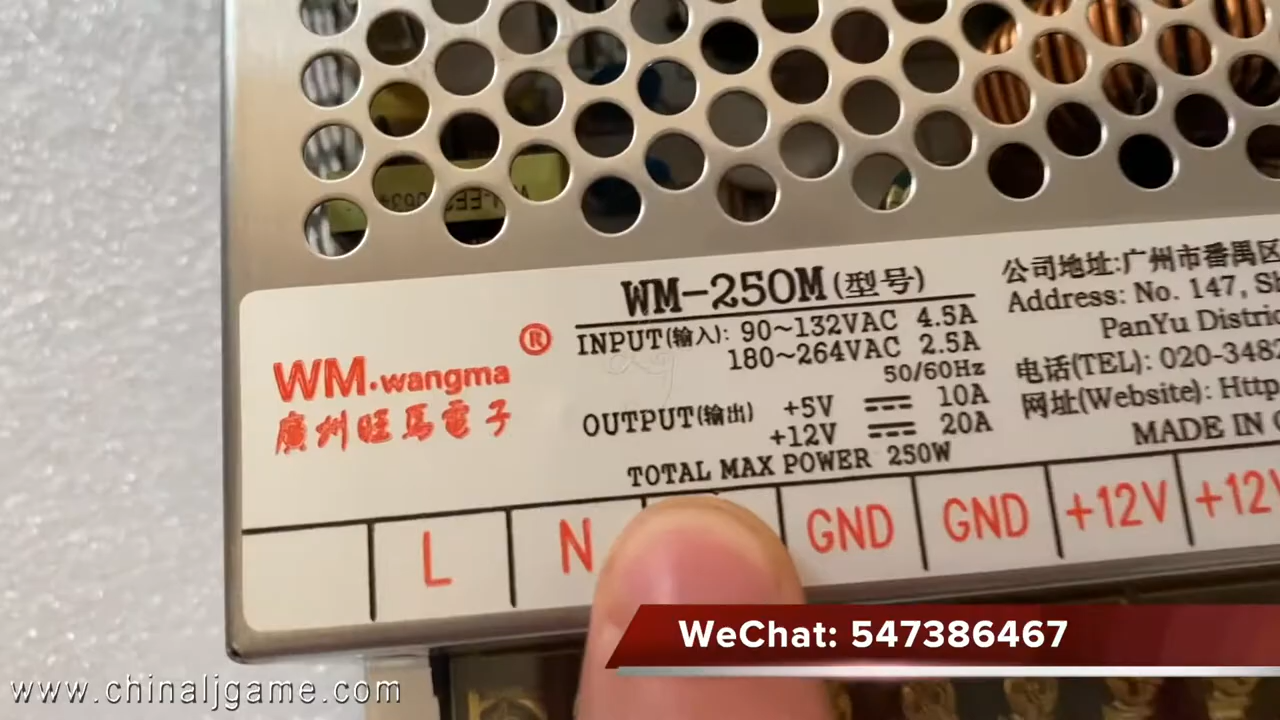 WM-250M(型号)
INPUT(输入): 90~132VAC 4.5A
180~264VAC 2.5A
50/60Hz
OUTPUT(输出) +5V 10A
+12V 20A
TOTAL MAX POWER 250W
WM.wangma ®
廣州旺馬電子
公司地址:广州市番禺区
Address: No. 147, Sh
PanYu Distric
电话(TEL): 020-3482
网址(Website): Http
MADE IN
L N GND GND +12V +12V
WeChat: 547386467
www.chinaljgame.com